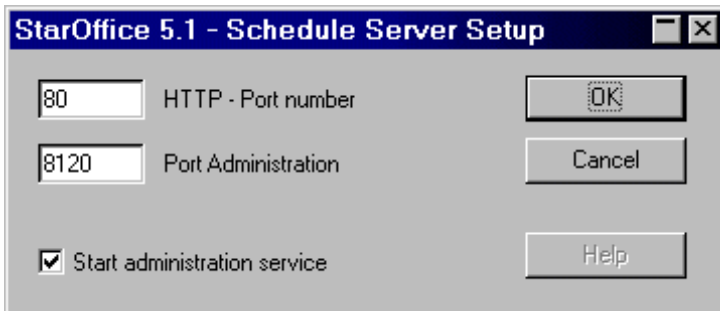 StarOffice 5.1 - Schedule Server Setup
80 HTTP - Port number OK
8120 Port Administration Cancel
Start administration service Help